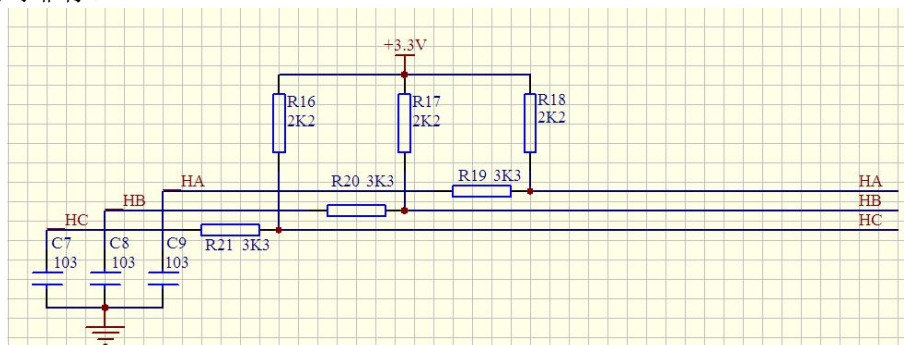 +3.3V
R16
2K2
R17
2K2
R18
2K2
HA
R20 3K3
R19 3K3
HA
HB
HB
HC
R21 3K3
HC
C7
103
C8
103
C9
103